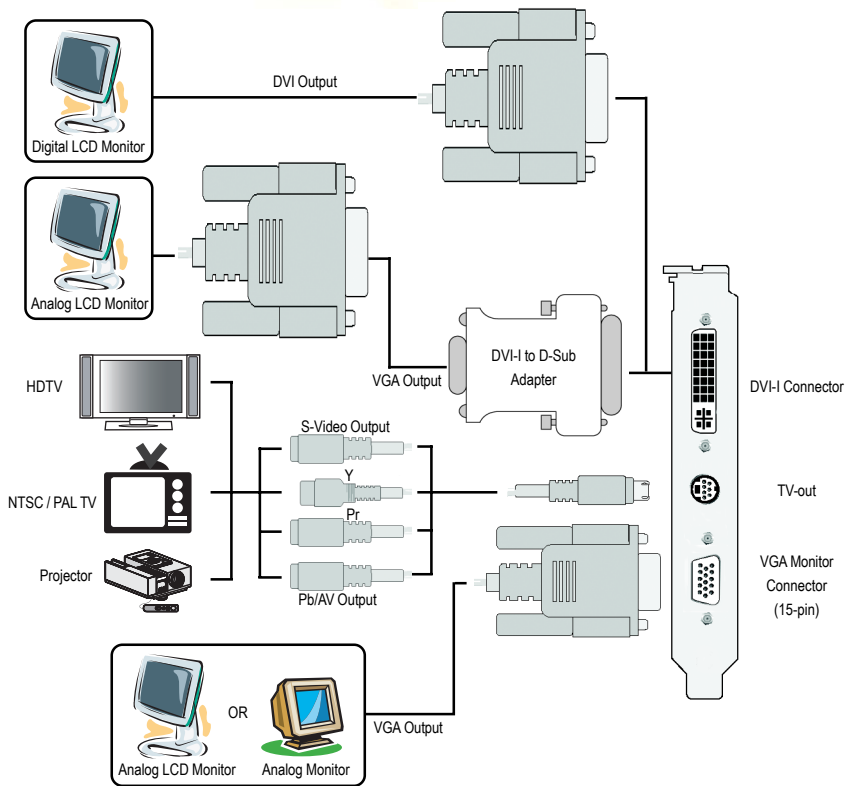 DVI Output
Digital LCD Monitor
Analog LCD Monitor
DVI-I to D-Sub
Adapter
VGA Output
DVI-I Connector
HDTV
S-Video Output
Y
NTSC / PAL TV
TV-out
Pr
Projector
VGA Monitor
Connector
(15-pin)
Pb/AV Output
OR
VGA Output
Analog LCD Monitor
Analog Monitor